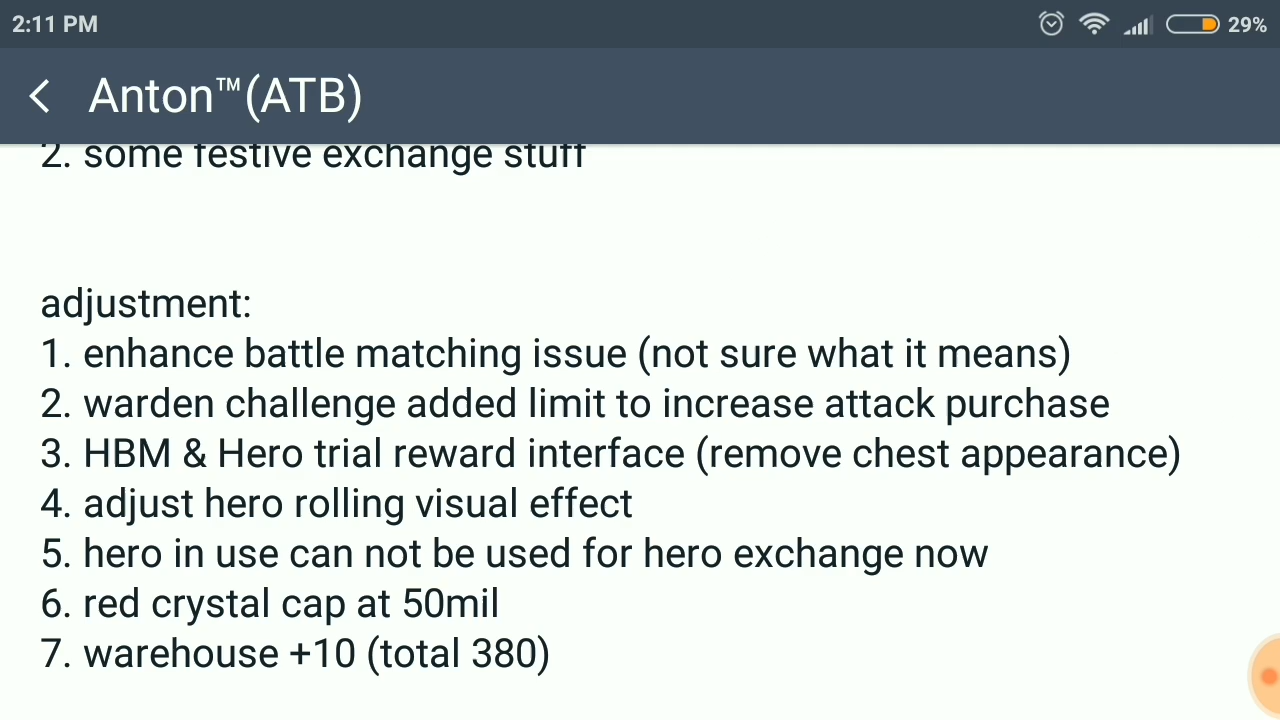 2:11 PM 29%
< Anton™(ATB)
2. some festive exchange stuff
adjustment:
1. enhance battle matching issue (not sure what it means)
2. warden challenge added limit to increase attack purchase
3. HBM & Hero trial reward interface (remove chest appearance)
4. adjust hero rolling visual effect
5. hero in use can not be used for hero exchange now
6. red crystal cap at 50mil
7. warehouse +10 (total 380)